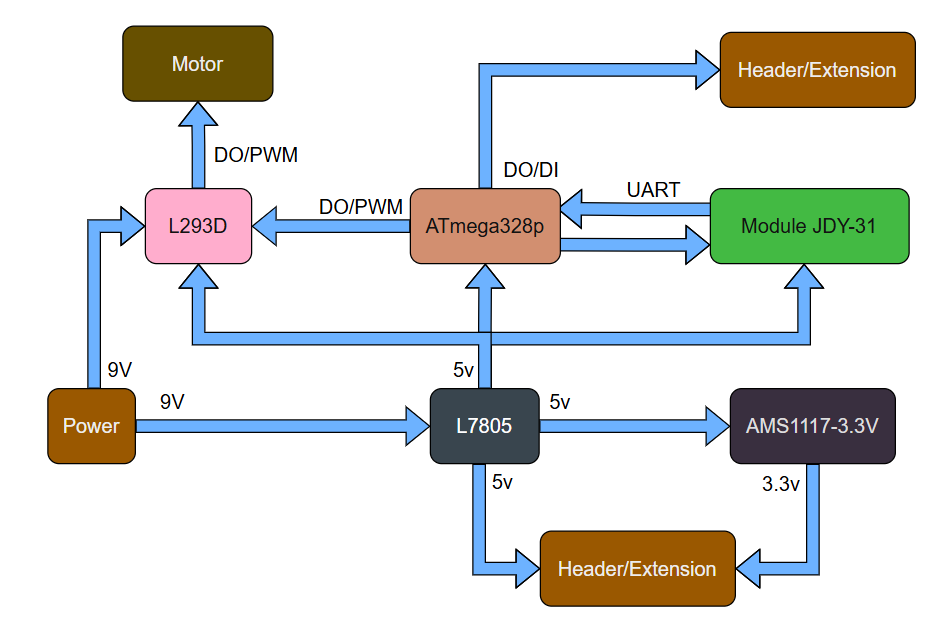 Motor
Header/Extension
DO/PWM
DO/DI
UART
DO/PWM
L293D
ATmega328p
Module JDY-31
9V
5v
9V
5v
Power
L7805
AMS1117-3.3V
5v
3.3v
Header/Extension